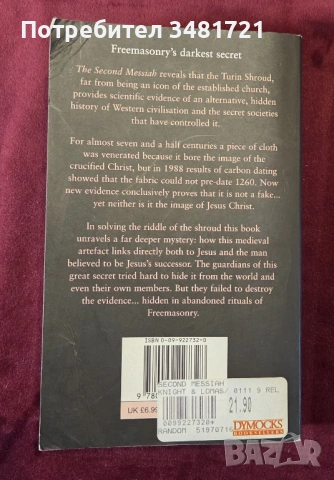 Потребител 3481721
Freemasonry's darkest secret
The Second Messiah reveals that the Turin Shroud,
far from being an icon of the established church,
provides scientific evidence of an alternative, hidden
history of Western civilisation and the secret societies
that have controlled it.
For almost seven and a half centuries a piece of cloth
was venerated because it bore the image of the
crucified Christ, but in 1988 results of carbon dating
showed that the fabric could not pre-date 1260. Now
new evidence conclusively proves that it is not a fake...
yet neither is it the image of Jesus Christ.
In solving the riddle of the shroud this book
unravels a far deeper mystery: how this medieval
artefact links directly both to Jesus and the man
believed to be Jesus's successor. The guardians of this
great secret tried to hide it from the world and
even their own members. But they failed to destroy
the evidence... hidden in abandoned rituals of
Freemasonry.
ISBN 0-09-922732-0
9 780
UK £6.99
SECOND MESSIAH
KNIGHT & LOMAS/ 0111 9 REL
21.90
0099227320*
RANDOM
DYMOCKS
BOOKSELLERS
bazar